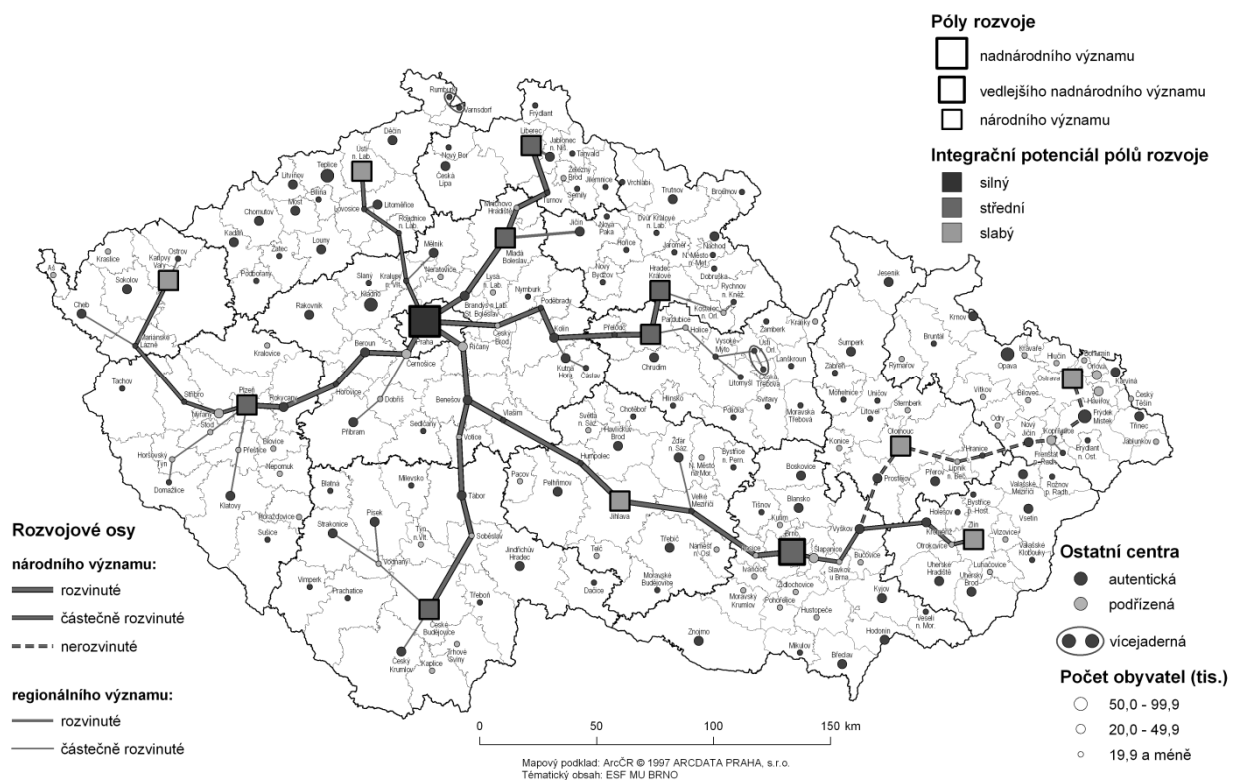 Póly rozvoje
nadnárodního významu
vedlejšího nadnárodního významu
národního významu
Integrační potenciál pólů rozvoje
silný
střední
slabý
Rumburk
Varnsdorf
Frýdlant
Děčín
Liberec
Jablonec
n. Nis.
Tanvald
Ústí
n. Lab.
Nový Bor
Česká
Lípa
Teplice
Litvínov
Bílina
Most
Železný
Brod
Jilemnice
Semily
Vrchlabí
Trutnov
Broumov
Turnov
Mnichovo
Hradiště
Lovosice
Litoměřice
Roudnice
n. Lab.
Chomutov
Kadaň
Žatec
Louny
Podbořany
Mělník
Neratovice
Kralupy
n. Vlt.
Slaný
Kladno
Rakovník
Mladá
Boleslav
Jičín
Nová
Paka
Dvůr Králové
n. Lab.
Hořice
Jaroměř
Náchod
N. Město
n. Met.
Dobruška
Nový
Bydžov
Hradec
Králové
Rychnov
n. Kněž.
Kostelec
n. Orl.
Ostrov
Karlovy
Vary
Kraslice
Aš
Sokolov
Cheb
Mariánské
Lázně
Lysá
n. Lab.
Brandýs n.Lab.
St. Boleslav
Nymburk
Poděbrady
Kolín
Český
Brod
Praha
Říčany
Černošice
Beroun
Hořovice
Dobříš
Příbram
Kutná
Hora
Čáslav
Přelouč
Pardubice
Holice
Chrudim
Vysoké
Mýto
Žamberk
Králíky
Ústí
n. Orl.
Česká
Třebová
Lanškroun
Litomyšl
Svitavy
Polička
Hlinsko
Moravská
Třebová
Jeseník
Krnov
Bruntál
Rýmařov
Šumperk
Zábřeh
Mohelnice
Uničov
Litovel
Šternberk
Olomouc
Konice
Prostějov
Přerov
Opava
Kravaře
Hlučín
Bohumín
Orlová
Ostrava
Karviná
Havířov
Český
Těšín
Třinec
Jablunkov
Frýdek
Místek
Frýdlant
n. Ost.
Bílovec
Vítkov
Odry
Nový
Jičín
Kopřivnice
Frenštát
p. Radh.
Rožnov
p. Radh.
Hranice
Lipník
n. Beč.
Valašské
Meziříčí
Vsetín
Bystřice
p. Host.
Holešov
Kroměříž
Otrokovice
Zlín
Vizovice
Valašské
Klobouky
Luhačovice
Uherské
Hradiště
Uherský
Brod
Veselí
n. Mor.
Kyjov
Hodonín
Břeclav
Mikulov
Hustopeče
Znojmo
Pohořelice
Židlochovice
Moravský
Krumlov
Ivančice
Rosice
Brno
Šlapanice
Slavkov
u Brna
Bučovice
Vyškov
Kuřim
Tišnov
Blansko
Boskovice
Tachov
Stříbro
Kralovice
Plzeň
Rokycany
Nýřany
Stod
Přeštice
Blovice
Nepomuk
Horšovský
Týn
Domažlice
Klatovy
Sušice
Horažďovice
Sedlčany
Benešov
Vlašim
Votice
Tábor
Soběslav
Milevsko
Blatná
Písek
Strakonice
Týn
n. Vlt.
Vodňany
Vimperk
Prachatice
České
Budějovice
Český
Krumlov
Kaplice
Trhové
Sviny
Třeboň
Jindřichův
Hradec
Dačice
Světlá
n. Sáz.
Chotěboř
Havlíčkův
Brod
Humpolec
Pacov
Pelhřimov
Jihlava
Žďár
n. Sáz.
N. Město
na Mor.
Bystřice
n. Pern.
Velké
Meziříčí
Třebíč
Náměšť
n. Osl.
Telč
Moravské
Budějovice
Rozvojové osy
národního významu:
rozvinuté
částečně rozvinuté
nerozvinuté
regionálního významu:
rozvinuté
částečně rozvinuté
Ostatní centra
autentická
podřízená
vícejaderná
Počet obyvatel (tis.)
50,0 - 99,9
20,0 - 49,9
19,9 a méně
0 50 100 150 km
Mapový podklad: ArcČR © 1997 ARCDATA PRAHA, s.r.o.
Tématický obsah: ESF MU BRNO